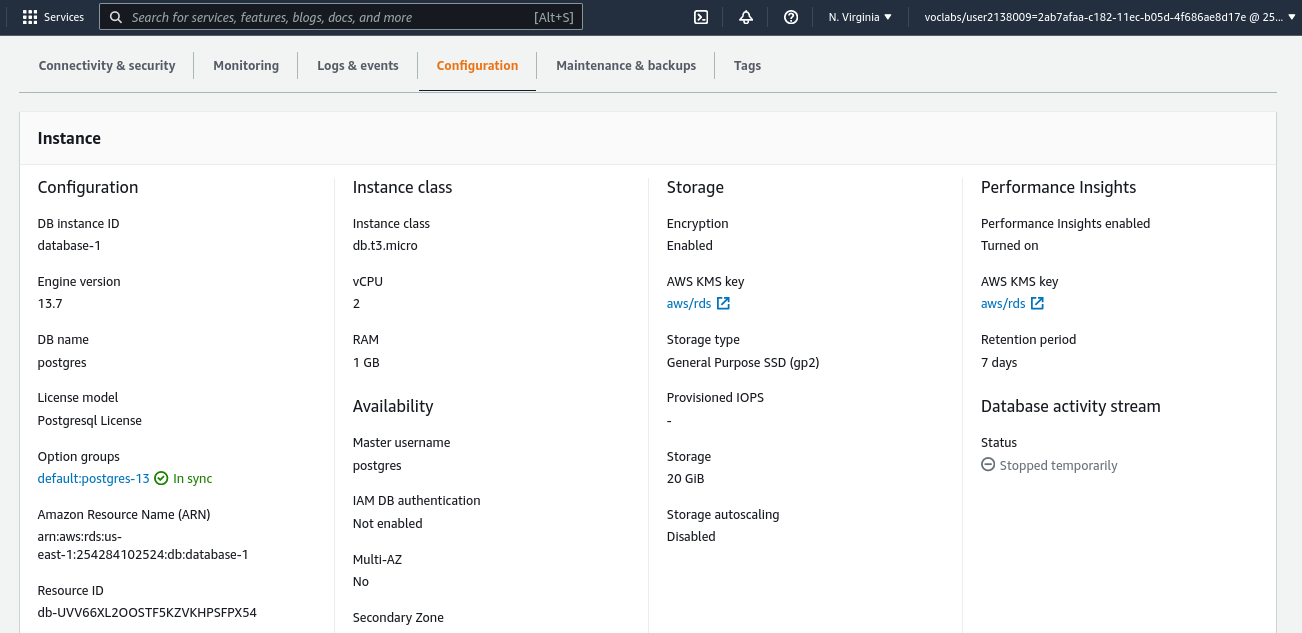 Services
Search for services, features, blogs, docs, and more
[Alt+S]
N. Virginia
voclabs/user2138009=2ab7afaa-c182-11ec-b05d-4f686ae8d17e @ 25...
Connectivity & security
Monitoring
Logs & events
Configuration
Maintenance & backups
Tags
Instance
Configuration
DB instance ID
database-1
Engine version
13.7
DB name
postgres
License model
Postgresql License
Option groups
default:postgres-13 In sync
Amazon Resource Name (ARN)
arn:aws:rds:us-
east-1:254284102524:db:database-1
Resource ID
db-UVV66XL2OOSTF5KZVKHPSFPX54
Instance class
Instance class
db.t3.micro
vCPU
2
RAM
1 GB
Availability
Master username
postgres
IAM DB authentication
Not enabled
Multi-AZ
No
Secondary Zone
Storage
Encryption
Enabled
AWS KMS key
aws/rds
Storage type
General Purpose SSD (gp2)
Provisioned IOPS
-
Storage
20 GiB
Storage autoscaling
Disabled
Performance Insights
Performance Insights enabled
Turned on
AWS KMS key
aws/rds
Retention period
7 days
Database activity stream
Status
Stopped temporarily